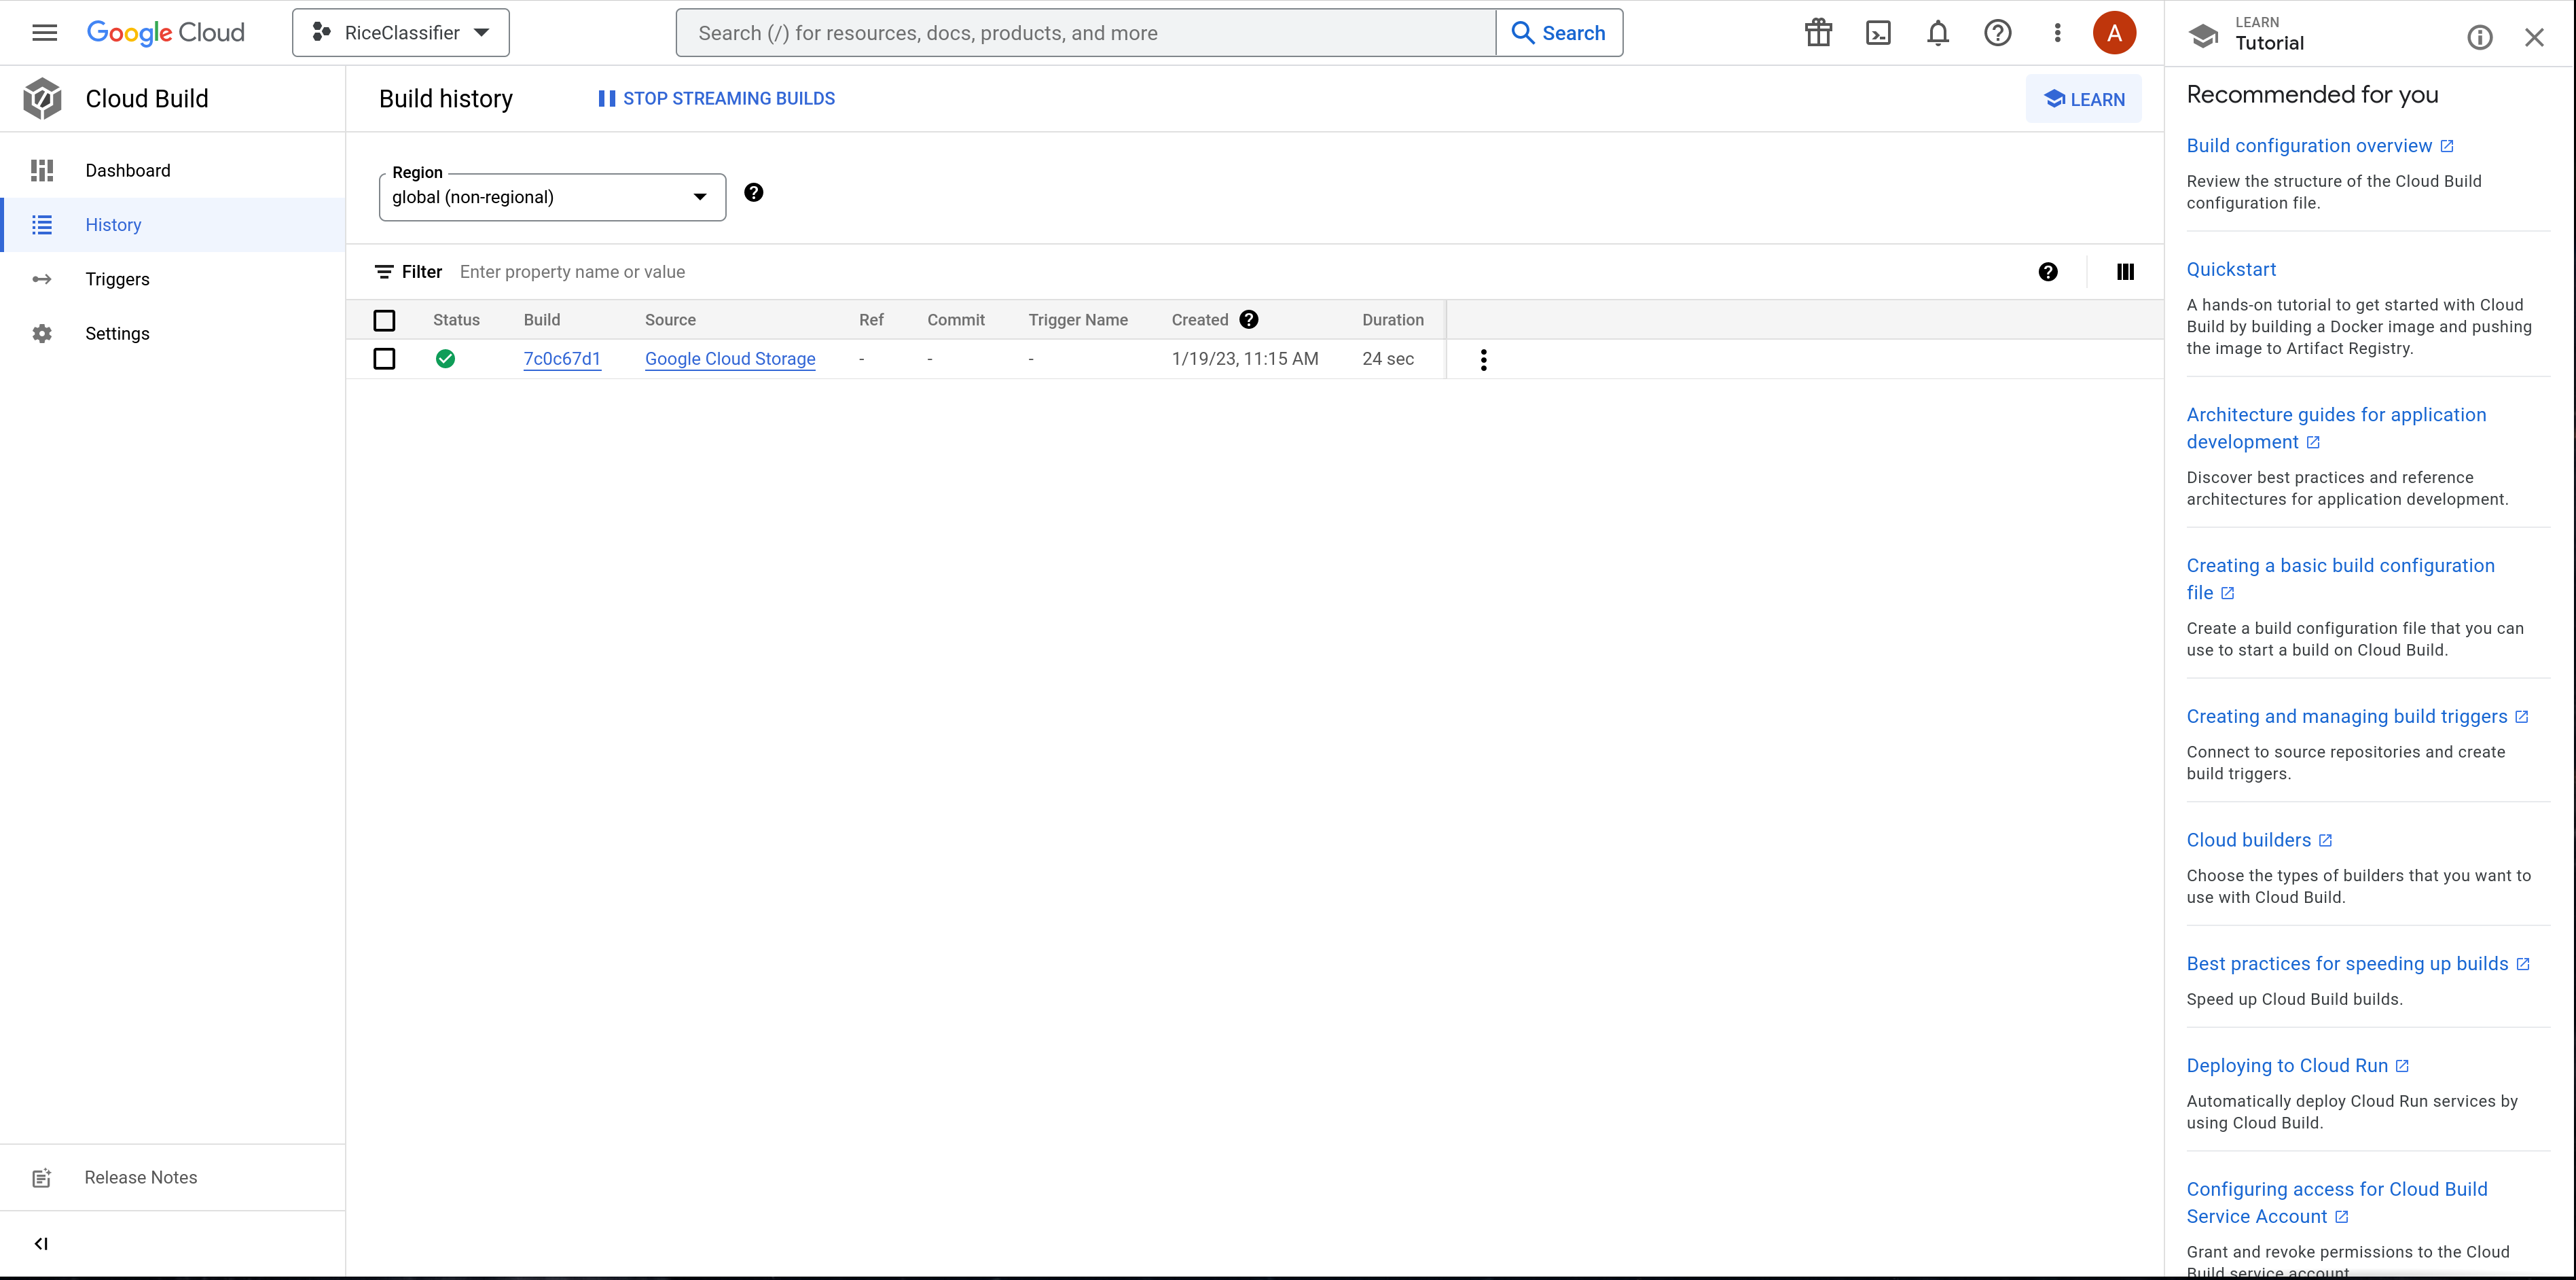 Google Cloud
RiceClassifier
Search (/) for resources, docs, products, and more
Search
A
LEARN
Tutorial
Cloud Build
Build history
STOP STREAMING BUILDS
LEARN
Dashboard
History
Triggers
Settings
Release Notes
Region
global (non-regional)
Filter Enter property name or value
Status Build Source Ref Commit Trigger Name Created Duration
7c0c67d1 Google Cloud Storage - - - 1/19/23, 11:15 AM 24 sec
Recommended for you
Build configuration overview
Review the structure of the Cloud Build
configuration file.
Quickstart
A hands-on tutorial to get started with Cloud
Build by building a Docker image and pushing
the image to Artifact Registry.
Architecture guides for application
development
Discover best practices and reference
architectures for application development.
Creating a basic build configuration
file
Create a build configuration file that you can
use to start a build on Cloud Build.
Creating and managing build triggers
Connect to source repositories and create
build triggers.
Cloud builders
Choose the types of builders that you want to
use with Cloud Build.
Best practices for speeding up builds
Speed up Cloud Build builds.
Deploying to Cloud Run
Automatically deploy Cloud Run services by
using Cloud Build.
Configuring access for Cloud Build
Service Account
Grant and revoke permissions to the Cloud
Build service account